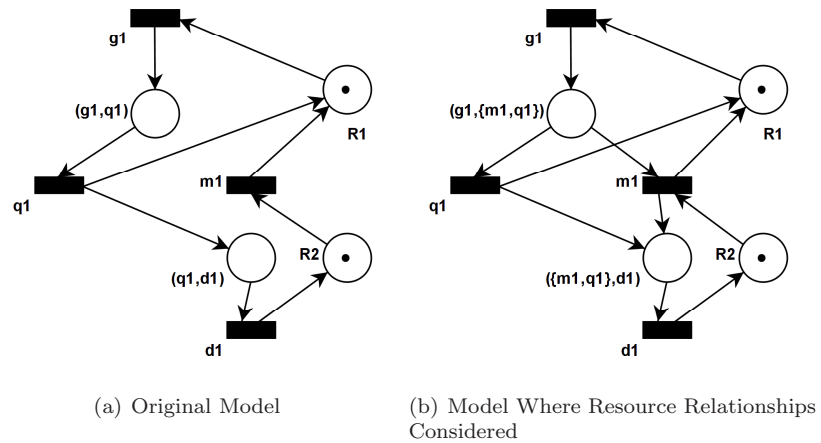 g1
(g1,q1)
R1
q1
m1
R2
(q1,d1)
d1
(a) Original Model
g1
(g1,{m1,q1})
R1
q1
m1
R2
({m1,q1},d1)
d1
(b) Model Where Resource Relationships
Considered